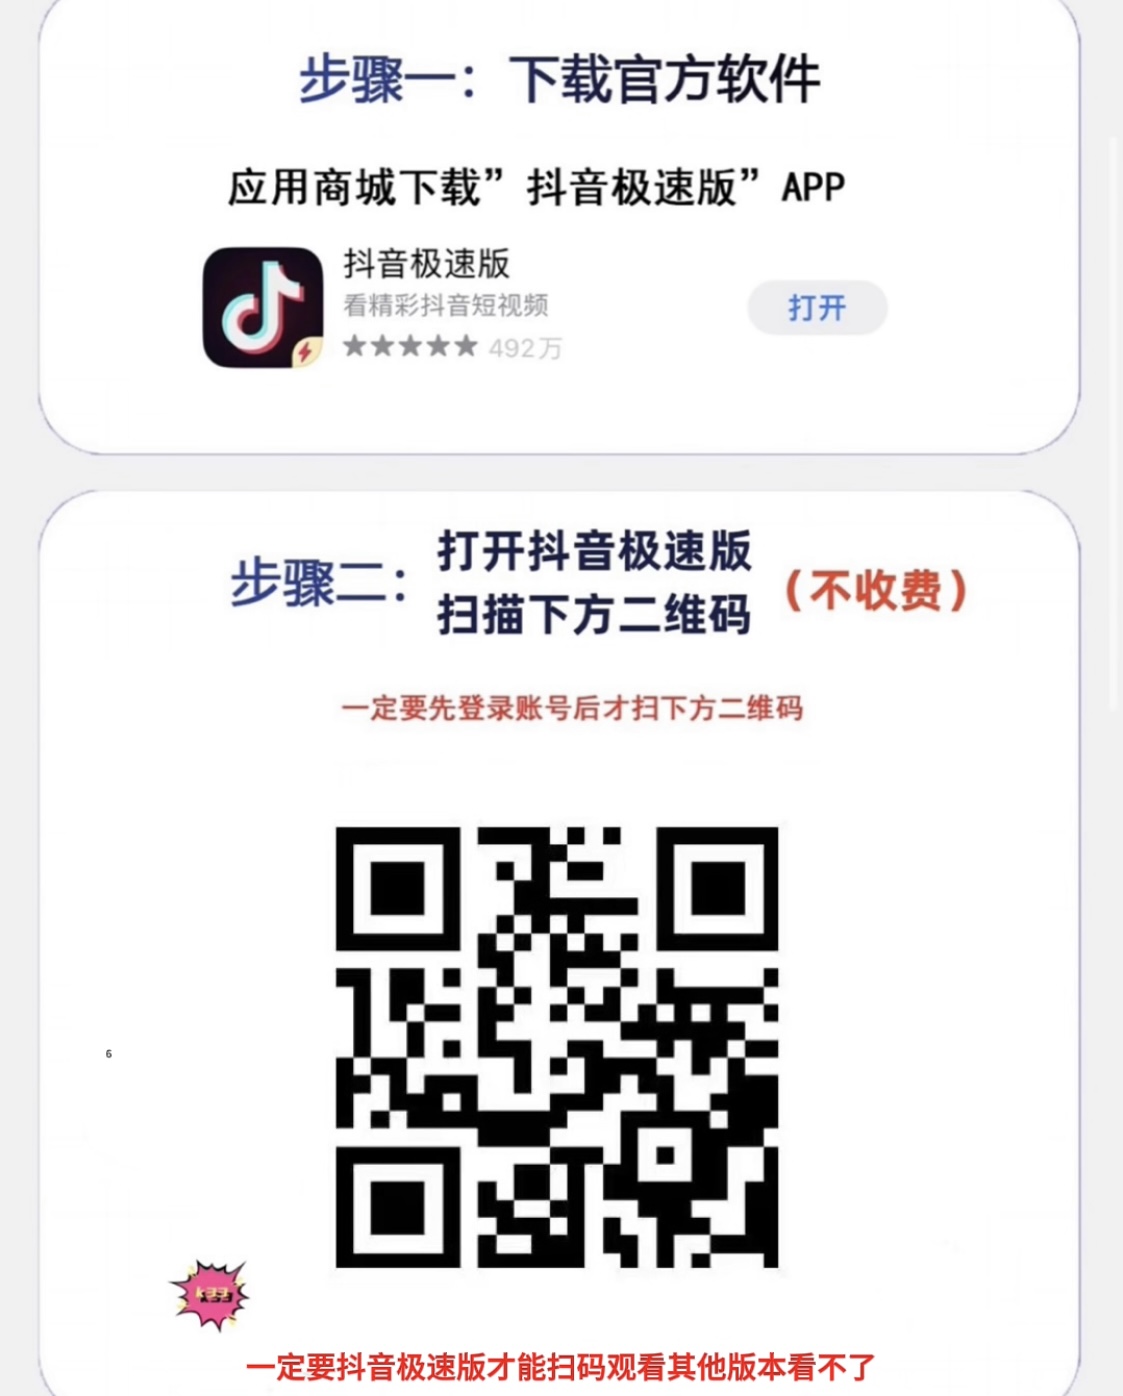 步骤一：下载官方软件
应用商城下载”抖音极速版”APP
抖音极速版
看精彩抖音短视频
492万
打开
步骤二：
打开抖音极速版
扫描下方二维码
（不收费）
一定要先登录账号后才扫下方二维码
6
k33
一定要抖音极速版才能扫码观看其他版本看不了